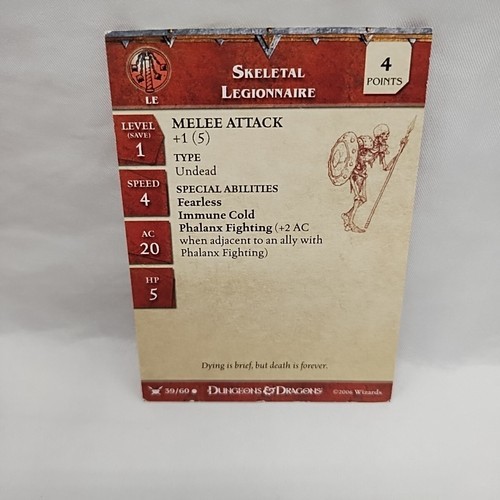 SKELETAL
LEGIONNAIRE
4
POINTS
LE
LEVEL
(SAVE)
1
SPEED
4
AC
20
HP
5
MELEE ATTACK
+1 (5)
TYPE
Undead
SPECIAL ABILITIES
Fearless
Immune Cold
Phalanx Fighting (+2 AC
when adjacent to an ally with
Phalanx Fighting)
Dying is brief, but death is forever.
39/60
DUNGEONS & DRAGONS
©2006 Wizards